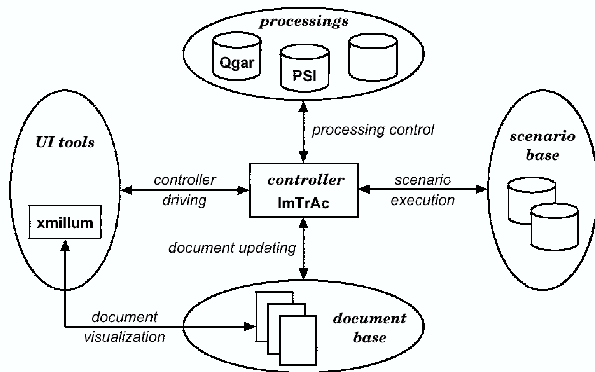 processings
Qgar
PSI
UI tools
processing control
scenario
base
controller
driving
controller
ImTrAc
scenario
execution
xmillum
document updating
document
visualization
document
base